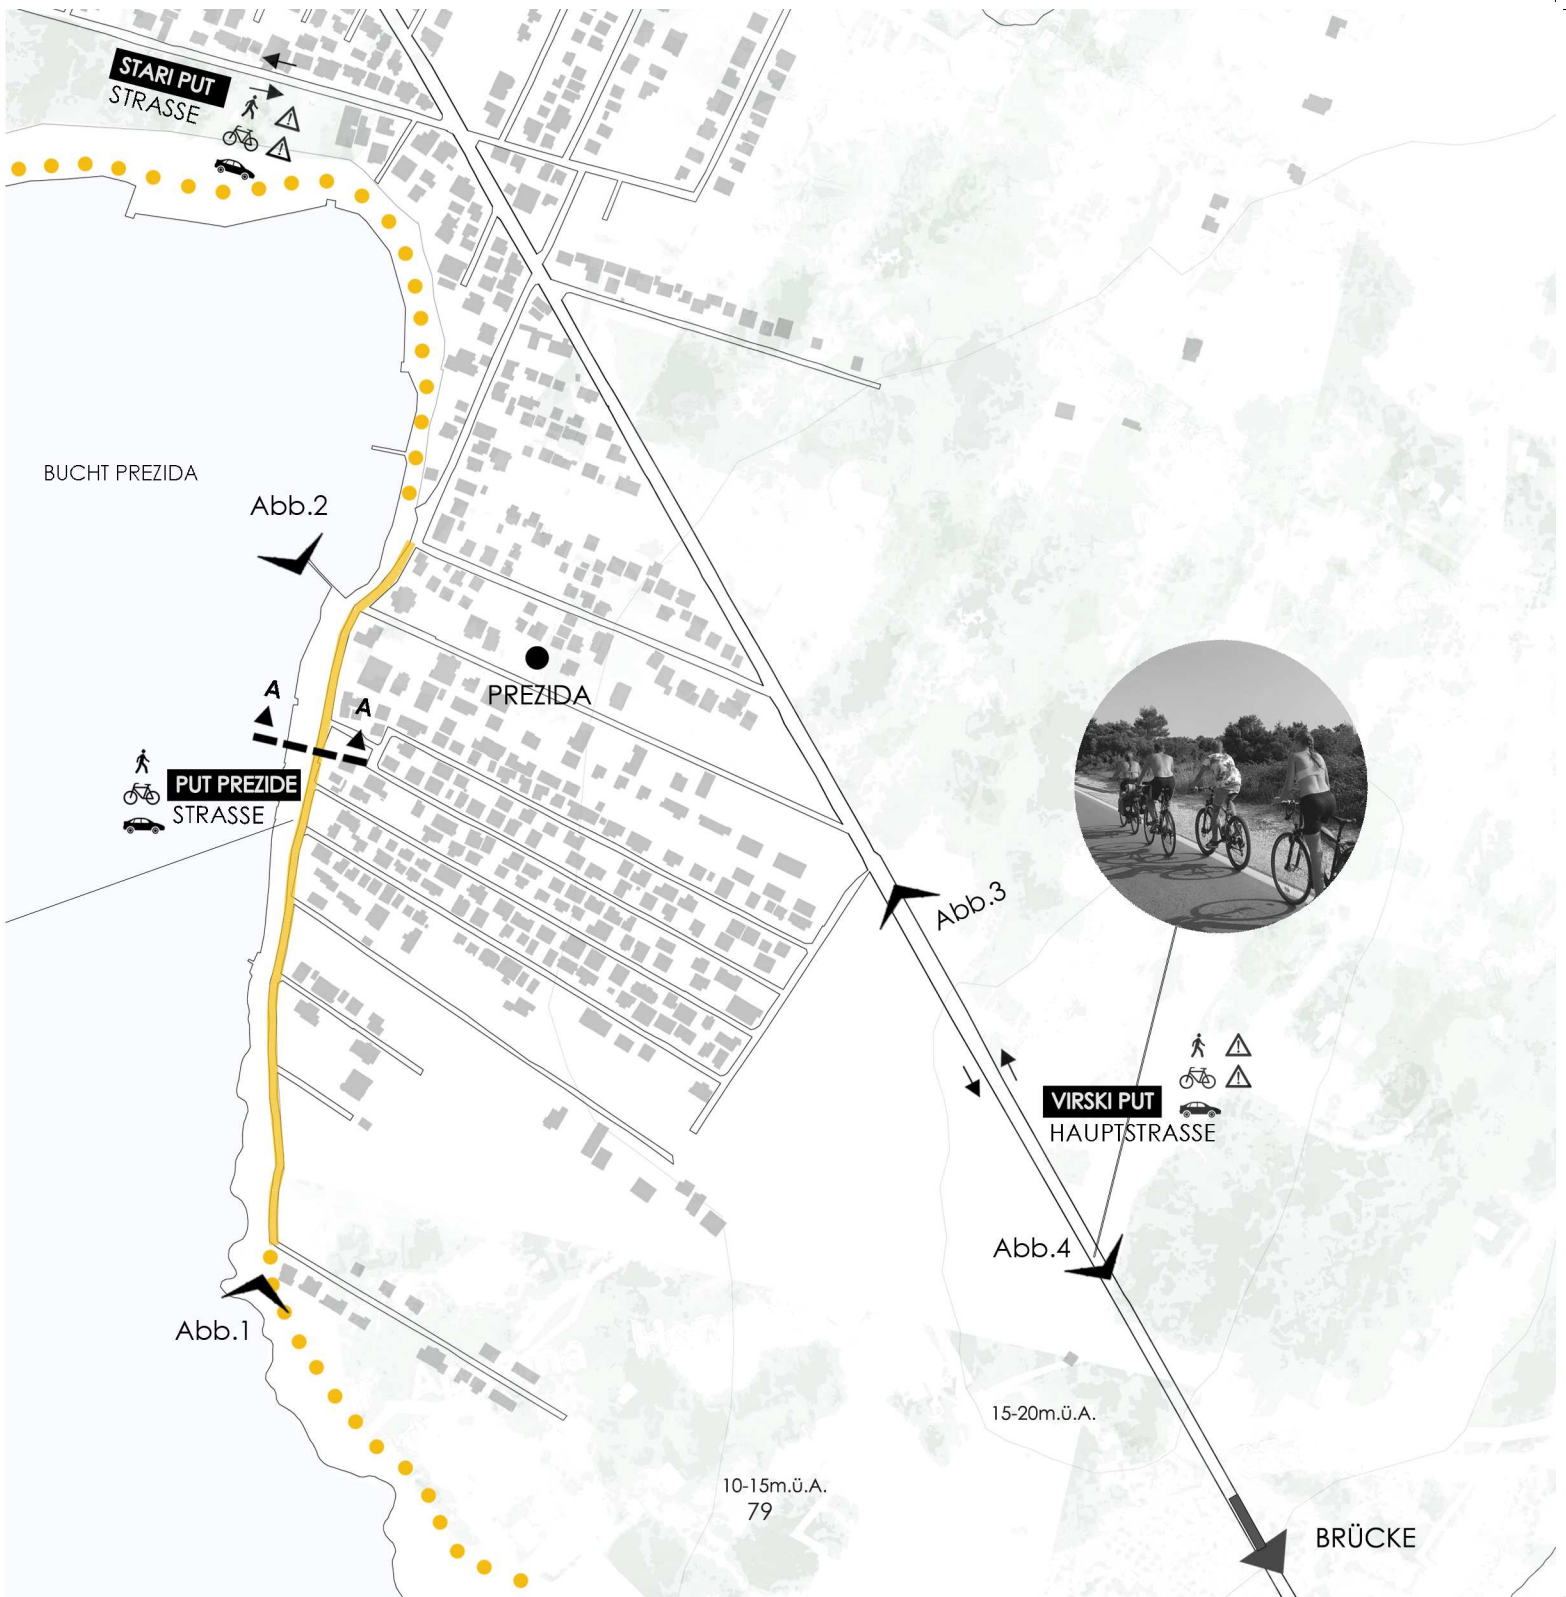 STARI PUT
STRASSE
BUCHT PREZIDA
Abb.2
PREZIDA
A
A
PUT PREZIDE
STRASSE
Abb.3
VIRSKI PUT
HAUPTSTRASSE
Abb.4
Abb.1
15-20m.ü.A.
10-15m.ü.A.
79
BRÜCKE